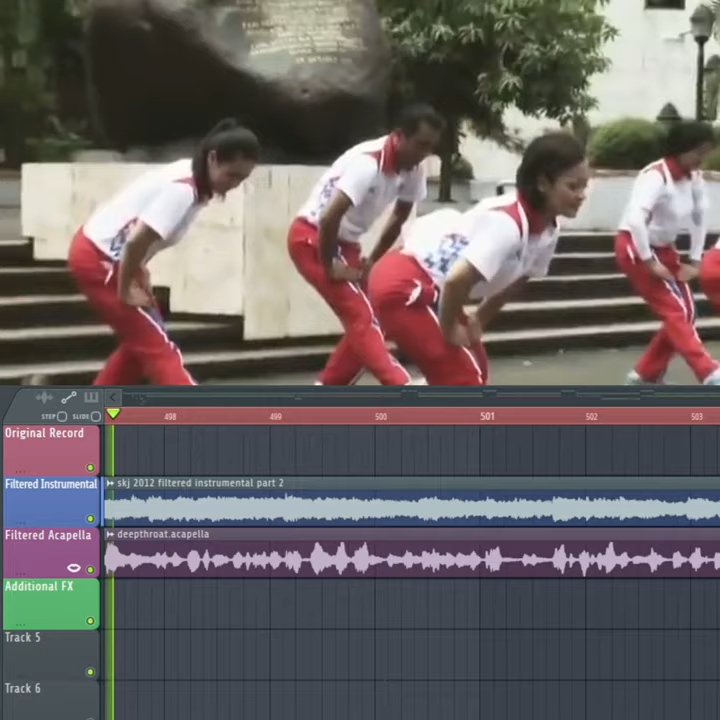 STEP SLIDE
498 499 500 501 502 503
Original Record
Filtered Instrumental
skj 2012 filtered instrumental part 2
Filtered Acapella
deepthroat.acapella
Additional FX
Track 5
Track 6